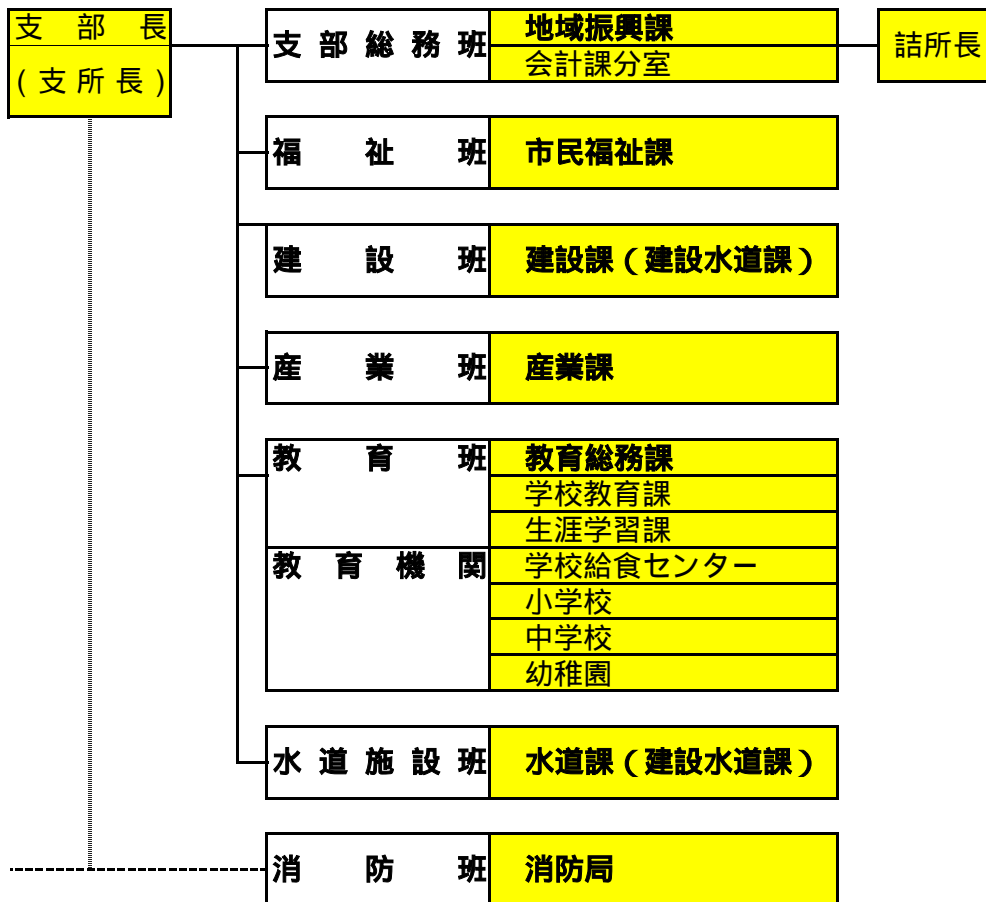 支部長
(支所長)
支部総務班
地域振興課
会計課分室
詰所長
福祉班
市民福祉課
建設班
建設課(建設水道課)
産業班
産業課
教育班
教育総務課
学校教育課
生涯学習課
教育機関
学校給食センター
小学校
中学校
幼稚園
水道施設班
水道課(建設水道課)
消防班
消防局